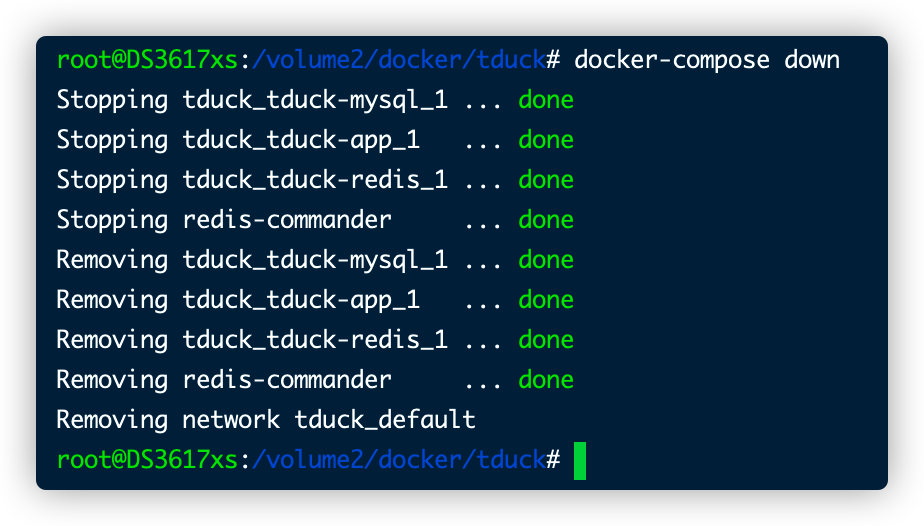 root@DS3617xs:/volume2/docker/tduck# docker-compose down
Stopping tduck_tduck-mysql_1 ... done
Stopping tduck_tduck-app_1   ... done
Stopping tduck_tduck-redis_1 ... done
Stopping redis-commander     ... done
Removing tduck_tduck-mysql_1 ... done
Removing tduck_tduck-app_1   ... done
Removing tduck_tduck-redis_1 ... done
Removing redis-commander     ... done
Removing network tduck_default
root@DS3617xs:/volume2/docker/tduck#